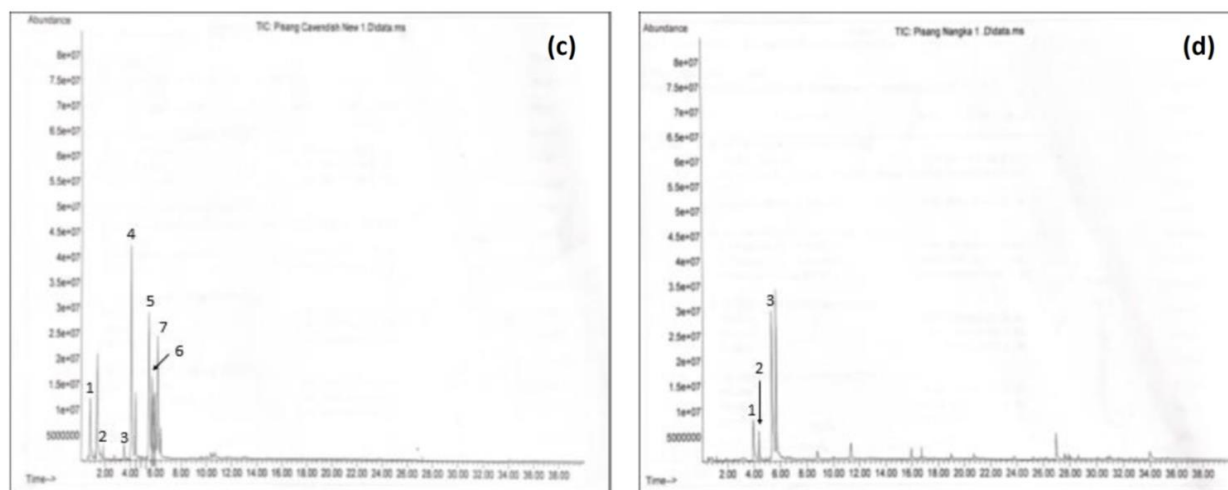 Abundance
TIC: Pisang Cavendish New 1.D\data.ms
(c)
8e+07
7.5e+07
7e+07
6.5e+07
6e+07
5.5e+07
5e+07
4.5e+07
4e+07
3.5e+07
3e+07
2.5e+07
2e+07
1.5e+07
1e+07
5000000
1
2
3
4
5
7
6
2.00 4.00 6.00 8.00 10.00 12.00 14.00 16.00 18.00 20.00 22.00 24.00 26.00 28.00 30.00 32.00 34.00 36.00 38.00
Time-->
Abundance
TIC: Pisang Nangka 1 .D\data.ms
(d)
8e+07
7.5e+07
7e+07
6.5e+07
6e+07
5.5e+07
5e+07
4.5e+07
4e+07
3.5e+07
3e+07
2.5e+07
2e+07
1.5e+07
1e+07
5000000
3
2
1
2.00 4.00 6.00 8.00 10.00 12.00 14.00 16.00 18.00 20.00 22.00 24.00 26.00 28.00 30.00 32.00 34.00 36.00 38.00
Time-->